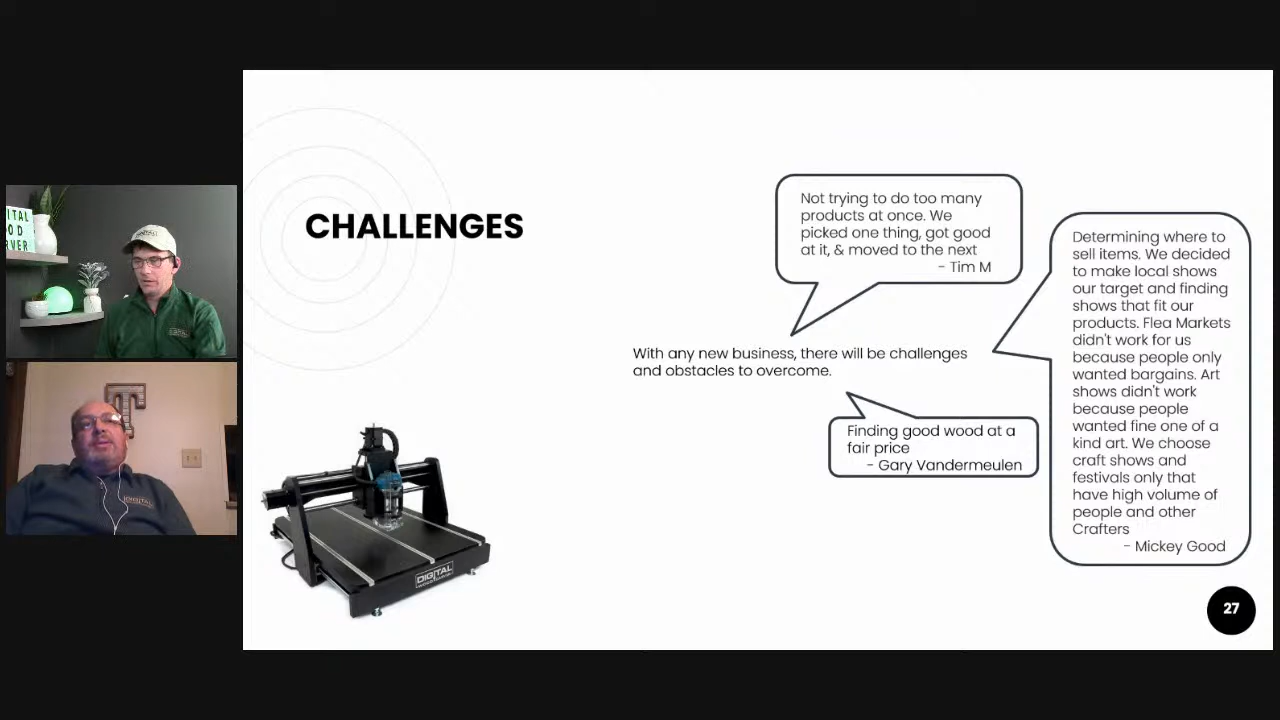 ITAL
OD
RVER
CHALLENGES
Not trying to do too many
products at once. We
picked one thing, got good
at it, & moved to the next
- Tim M
Determining where to
sell items. We decided
to make local shows
our target and finding
shows that fit our
products. Flea Markets
didn't work for us
because people only
wanted bargains. Art
shows didn't work
because people
wanted fine one of a
kind art. We choose
craft shows and
festivals only that
have high volume of
people and other
Crafters
- Mickey Good
With any new business, there will be challenges
and obstacles to overcome.
Finding good wood at a
fair price
- Gary Vandermeulen
DIGITAL
27